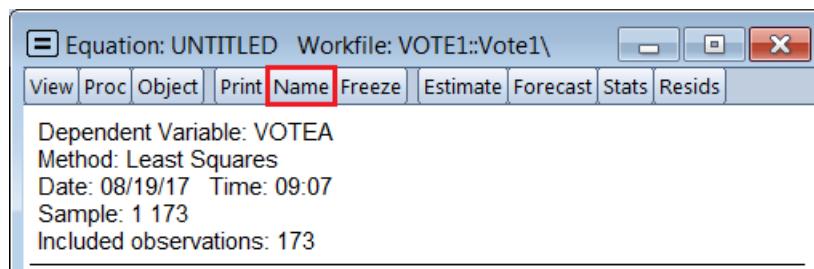 Equation: UNTITLED Workfile: VOTE1::Vote1\
View Proc Object Print Name Freeze Estimate Forecast Stats Resids
Dependent Variable: VOTEA
Method: Least Squares
Date: 08/19/17 Time: 09:07
Sample: 1 173
Included observations: 173